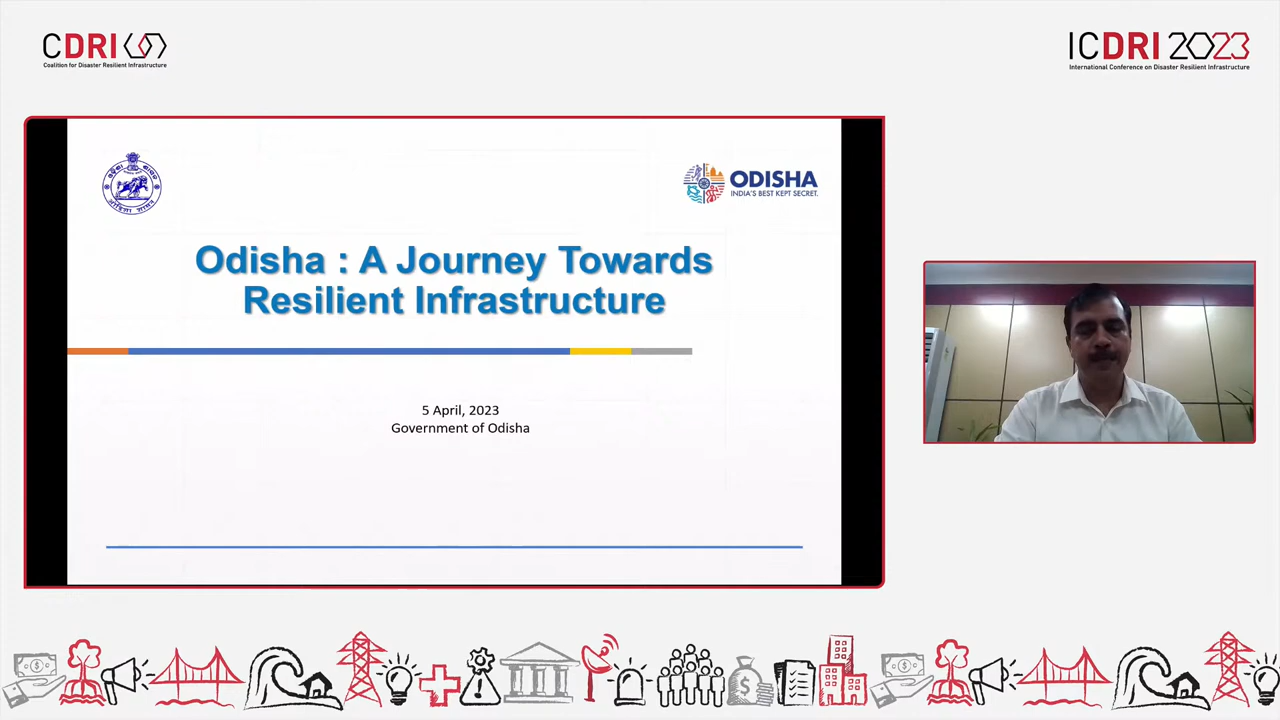 CDRI
Coalition for Disaster Resilient Infrastructure
ICDRI 2023
International Conference on Disaster Resilient Infrastructure
ODISHA
INDIA'S BEST KEPT SECRET.
Odisha : A Journey Towards
Resilient Infrastructure
5 April, 2023
Government of Odisha